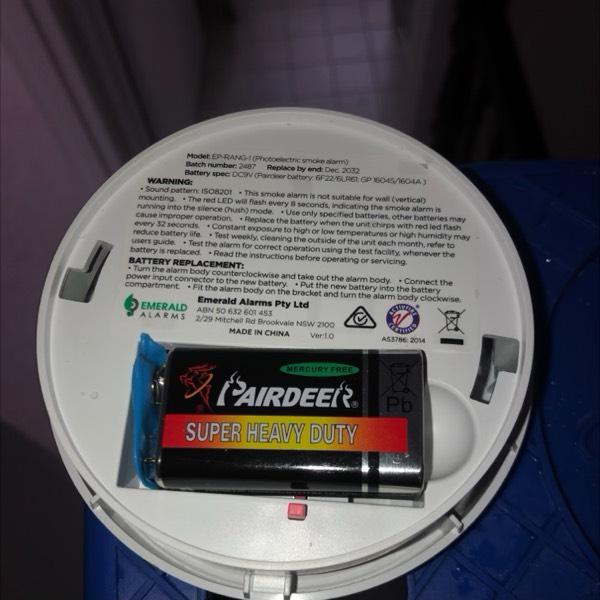 Model: EP-RANG-1 (Photoelectric smoke alarm)
Batch number: 2487 Replace by end: Dec. 2032
Battery spec: DC9V (Pairdeer battery: 6F22/6LR61; GP 1604S/1604A )
WARNING:
• Sound pattern: ISO8201 • This smoke alarm is not suitable for wall (vertical)
mounting. • The red LED will flash every 8 seconds, indicating the smoke alarm is
running into the silence (hush) mode. • Use only specified batteries, other batteries may
cause improper operation. • Replace the battery when the unit chirps with red led flash
every 32 seconds. • Constant exposure to high or low temperatures or high humidity may
reduce battery life. • Test weekly, cleaning the outside of the unit each month, refer to
users guide. • Test the alarm for correct operation using the test facility, whenever the
battery is replaced. • Read the instructions before operating or servicing.
BATTERY REPLACEMENT:
• Turn the alarm body counterclockwise and take out the alarm body. • Connect the
power input connector to the new battery. • Put the new battery into the battery
compartment. • Fit the alarm body on the bracket and turn the alarm body clockwise.
EMERALD
ALARMS
Emerald Alarms Pty Ltd
ABN 50 632 601 453
2/29 Mitchell Rd Brookvale NSW 2100
MADE IN CHINA Ver:1.0
ACTIVFIRE
CERTIFIED
AS3786: 2014
MERCURY FREE
PAIRDEER®
Pb
SUPER HEAVY DUTY